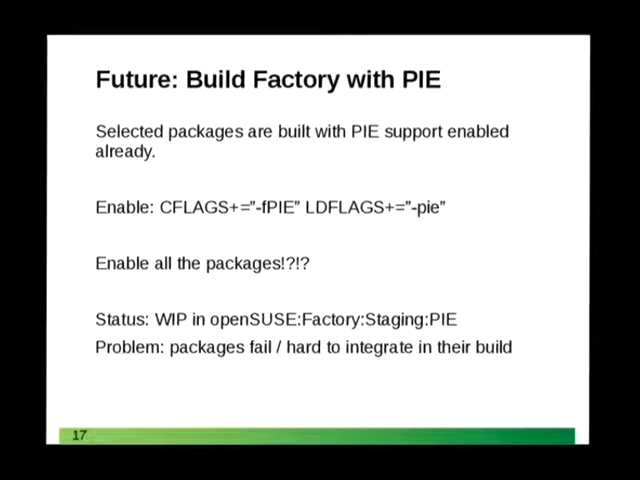 Future: Build Factory with PIE
Selected packages are built with PIE support enabled
already.
Enable: CFLAGS+="-fPIE” LDFLAGS+="-pie”
Enable all the packages!?!?
Status: WIP in openSUSE:Factory:Staging:PIE
Problem: packages fail / hard to integrate in their build
17